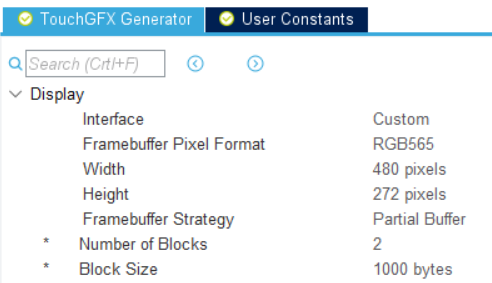 TouchGFX Generator User Constants
Search (Crtl+F)
Display
Interface Custom
Framebuffer Pixel Format RGB565
Width 480 pixels
Height 272 pixels
Framebuffer Strategy Partial Buffer
* Number of Blocks 2
* Block Size 1000 bytes